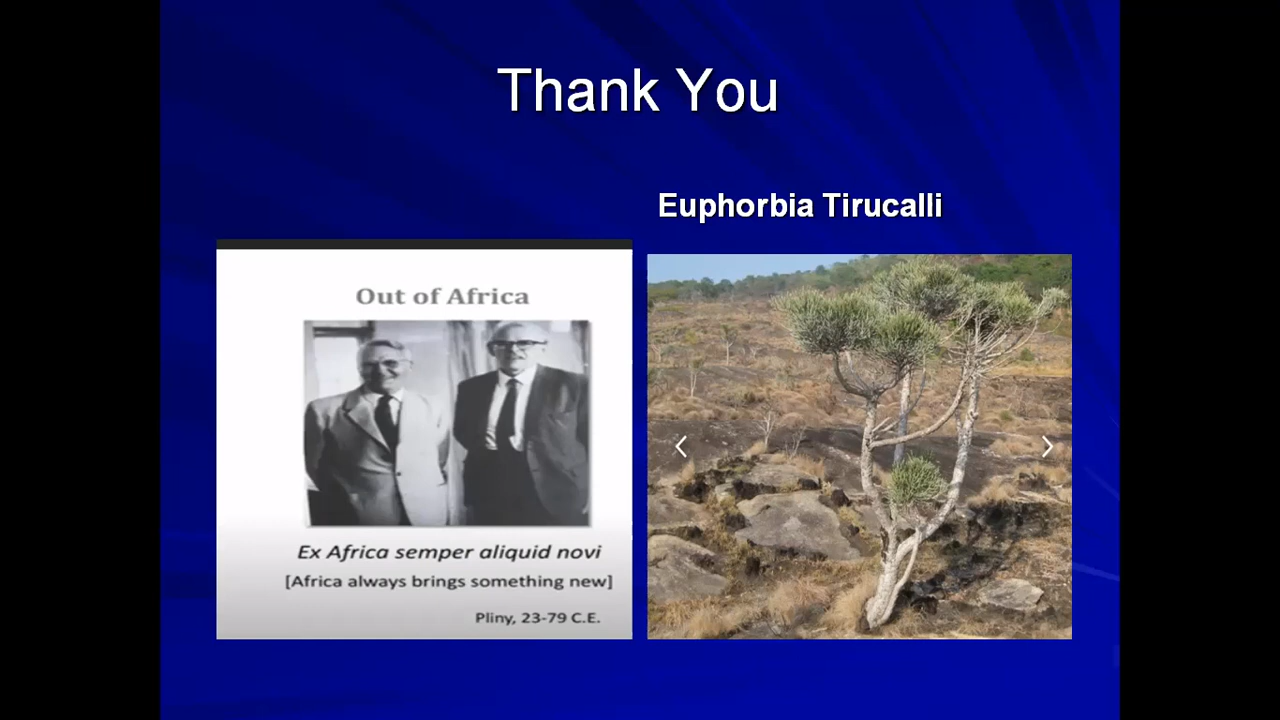 Thank You
Euphorbia Tirucalli
Out of Africa
Ex Africa semper aliquid novi
[Africa always brings something new]
Pliny, 23-79 C.E.